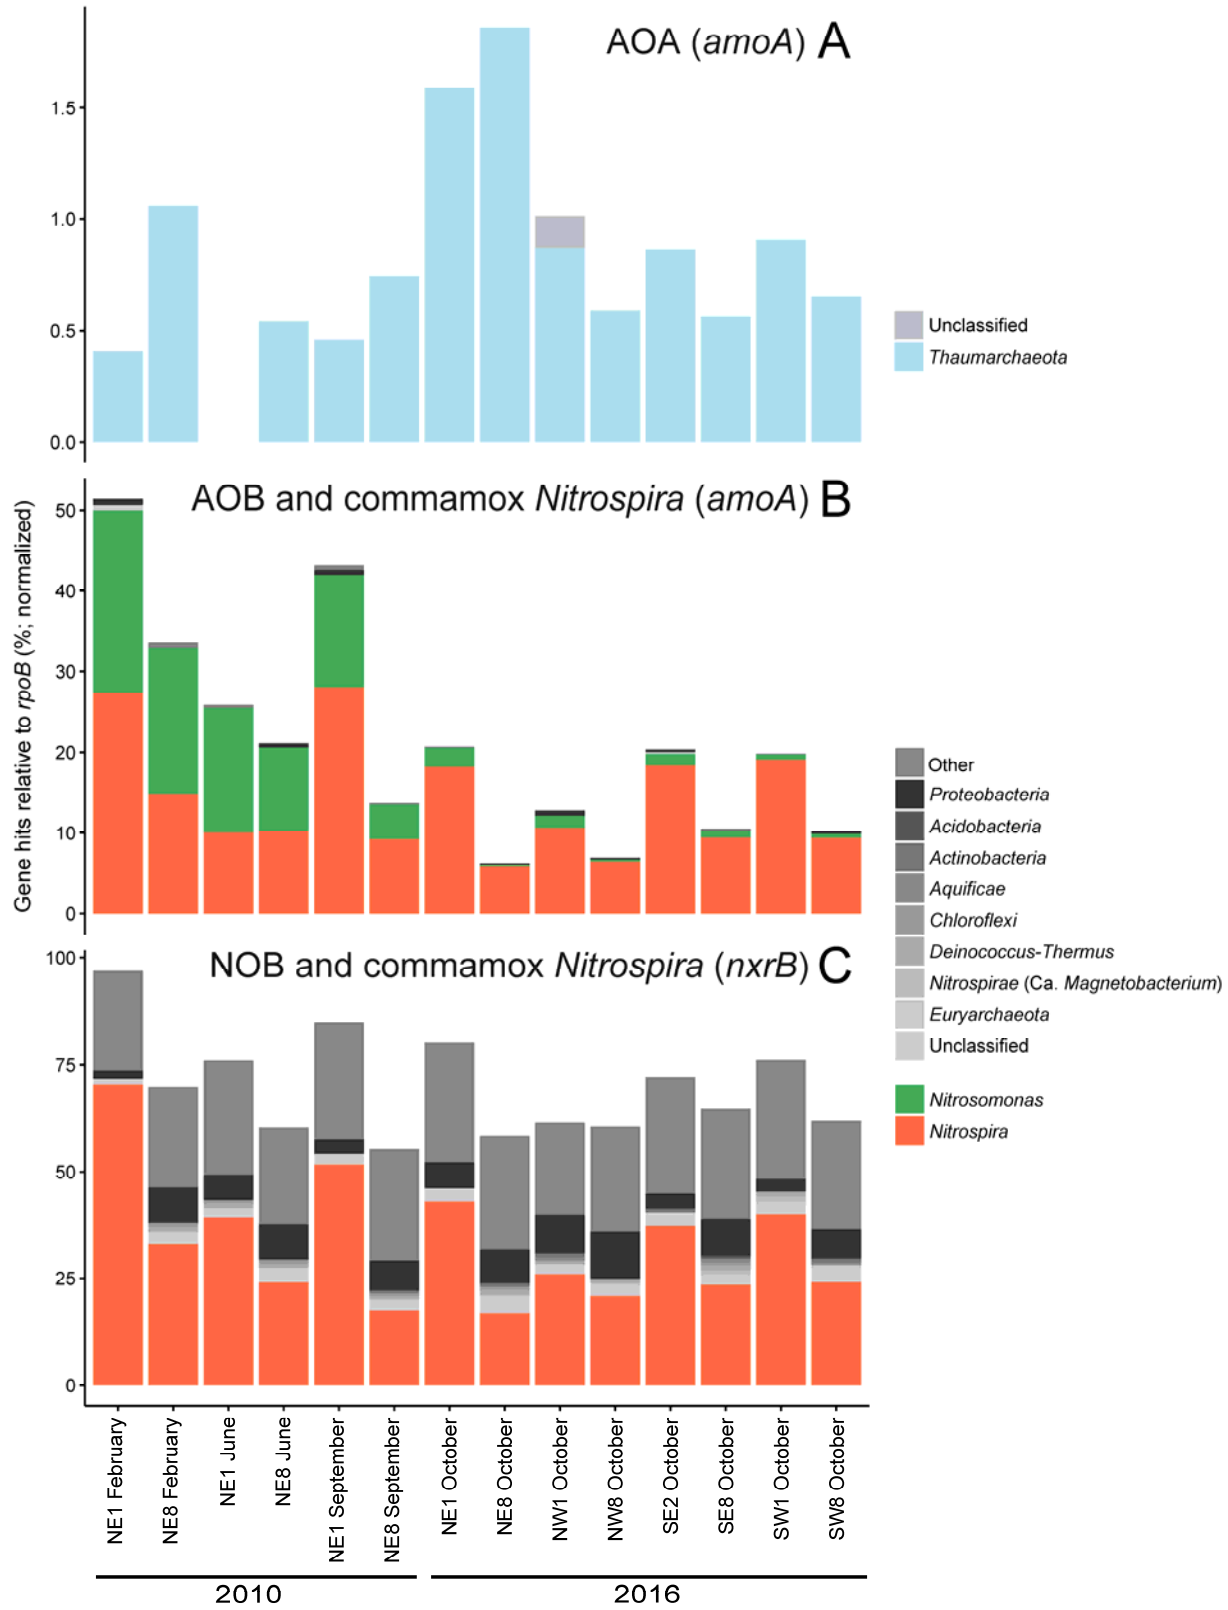 AOA (amoA) A
1.5
1.0
0.5
0.0
Unclassified
Thaumarchaeota
Gene hits relative to rpoB (%; normalized)
AOB and commamox Nitrospira (amoA) B
50
40
30
20
10
0
Other
Proteobacteria
Acidobacteria
Actinobacteria
Aquificae
Chloroflexi
Deinococcus-Thermus
Nitrospirae (Ca. Magnetobacterium)
Euryarchaeota
Unclassified
Nitrosomonas
Nitrospira
NOB and commamox Nitrospira (nxrB) C
100
75
50
25
0
NE1 February
NE8 February
NE1 June
NE8 June
NE1 September
NE8 September
NE1 October
NE8 October
NW1 October
NW8 October
SE2 October
SE8 October
SW1 October
SW8 October
2010
2016